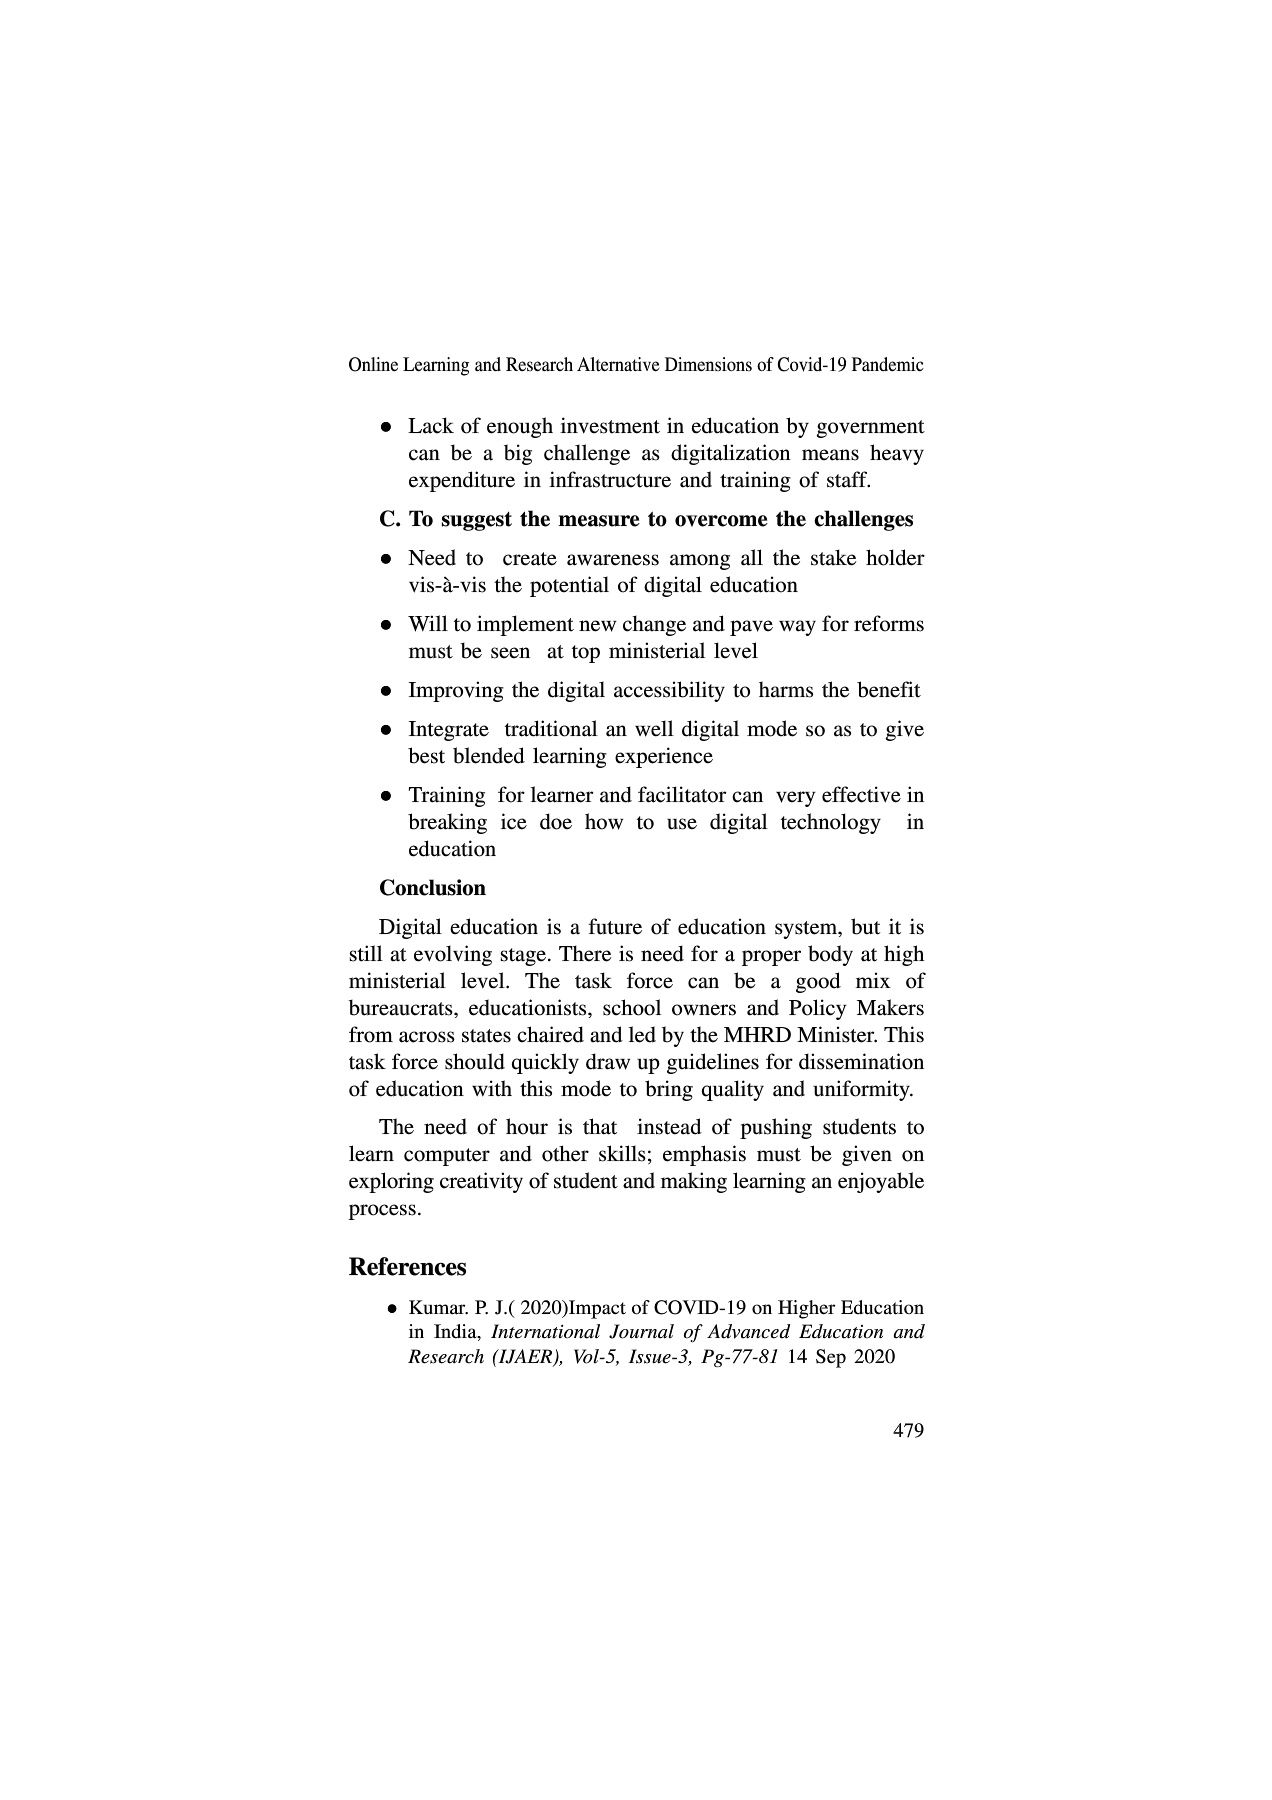 Online Learning and Research Alternative Dimensions of Covid-19 Pandemic
● Lack of enough investment in education by government
can be a big challenge as digitalization means heavy
expenditure in infrastructure and training of staff.
C. To suggest the measure to overcome the challenges
● Need to create awareness among all the stake holder
vis-à-vis the potential of digital education
● Will to implement new change and pave way for reforms
must be seen at top ministerial level
● Improving the digital accessibility to harms the benefit
● Integrate traditional an well digital mode so as to give
best blended learning experience
● Training for learner and facilitator can very effective in
breaking ice doe how to use digital technology in
education
Conclusion
Digital education is a future of education system, but it is
still at evolving stage. There is need for a proper body at high
ministerial level. The task force can be a good mix of
bureaucrats, educationists, school owners and Policy Makers
from across states chaired and led by the MHRD Minister. This
task force should quickly draw up guidelines for dissemination
of education with this mode to bring quality and uniformity.
The need of hour is that instead of pushing students to
learn computer and other skills; emphasis must be given on
exploring creativity of student and making learning an enjoyable
process.
References
● Kumar. P. J.( 2020)Impact of COVID-19 on Higher Education
in India, International Journal of Advanced Education and
Research (IJAER), Vol-5, Issue-3, Pg-77-81 14 Sep 2020
479